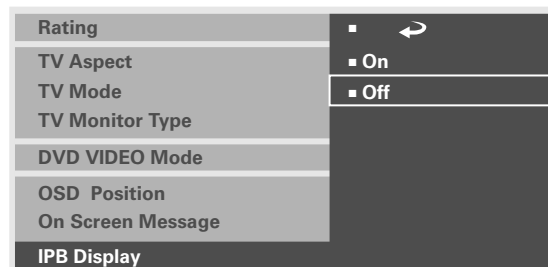 Rating
TV Aspect
TV Mode
TV Monitor Type
DVD VIDEO Mode
OSD Position
On Screen Message
IPB Display
On
Off